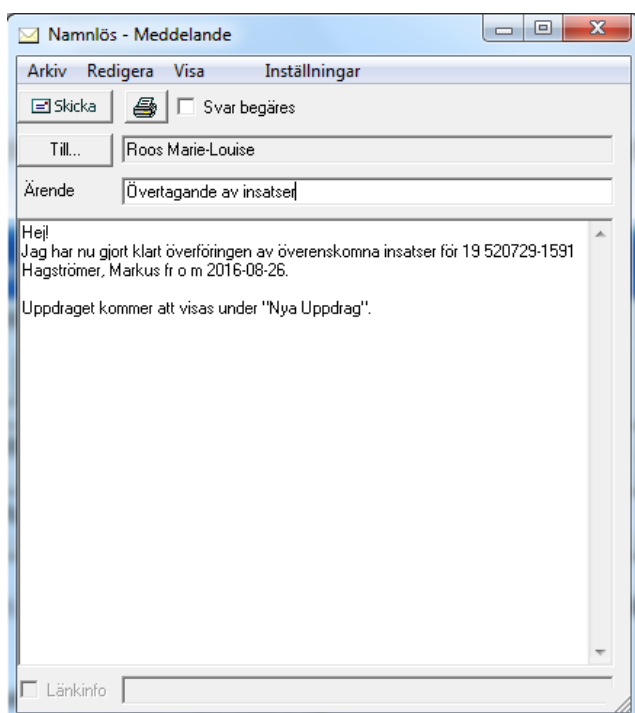 Namnlös - Meddelande
Arkiv Redigera Visa Inställningar
Skicka Svar begäres
Till... Roos Marie-Louise
Ärende Övertagande av insatser
Hej!
Jag har nu gjort klart överföringen av överenskomna insatser för 19 520729-1591
Hagströmer, Markus fr o m 2016-08-26.
Uppdraget kommer att visas under "Nya Uppdrag".
Länkinfo